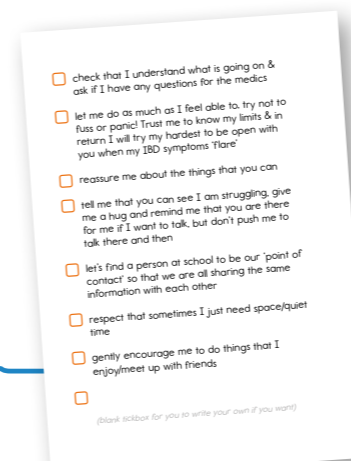 check that I understand what is going on &
ask if I have any questions for the medics
let me do as much as I feel able to, try not to
fuss or panic! Trust me to know my limits & in
return I will try my hardest to be open with
you when my IBD symptoms 'flare'
reassure me about the things that you can
tell me that you can see I am struggling, give
me a hug and remind me that you are there
for me if I want to talk, but don't push me to
talk there and then
let's find a person at school to be our 'point of
contact' so that we are all sharing the same
information with each other
respect that sometimes I just need space/quiet
time
gently encourage me to do things that I
enjoy/meet up with friends
(blank tickbox for you to write your own if you want)